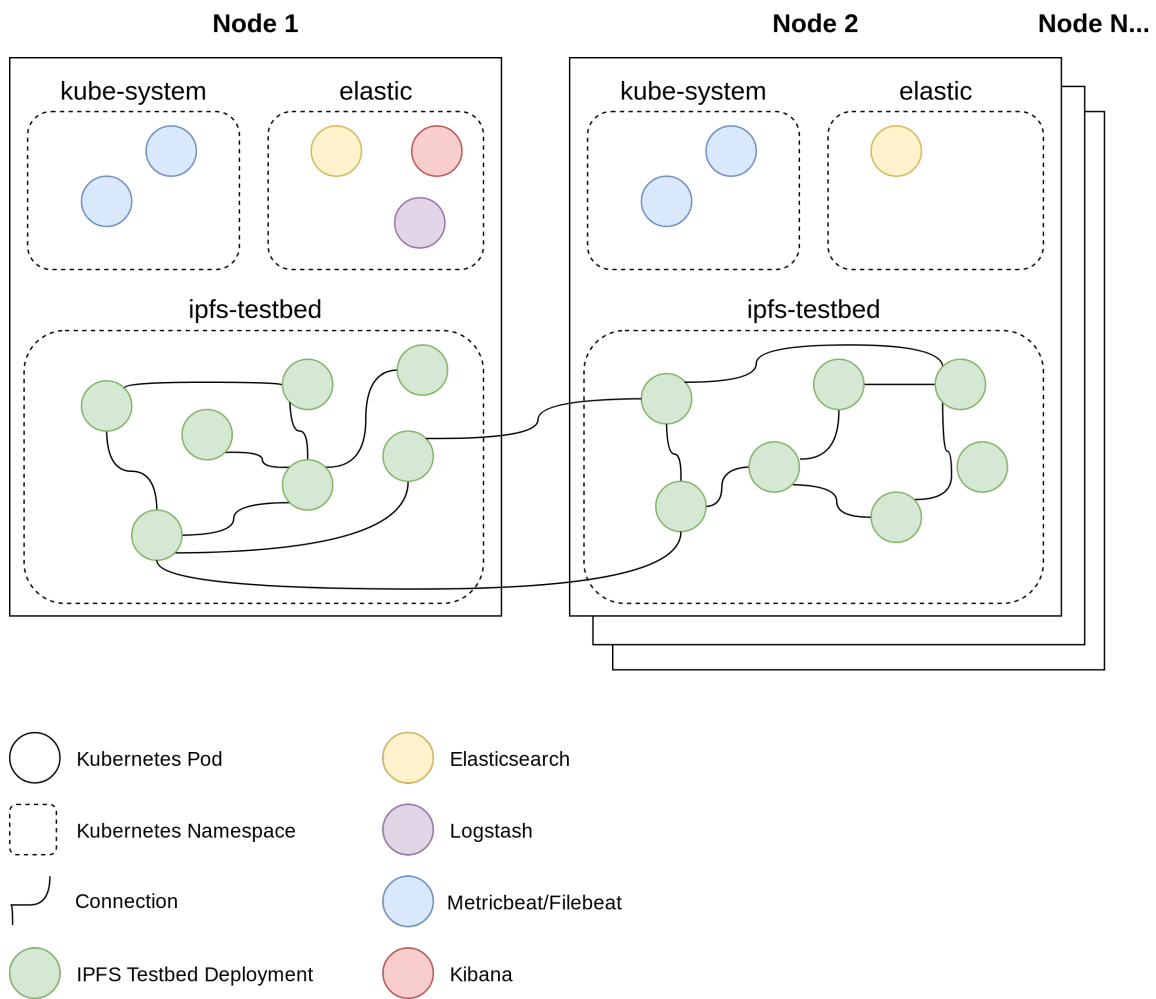 Node 1
Node 2
Node N...
kube-system
elastic
kube-system
elastic
ipfs-testbed
ipfs-testbed
Kubernetes Pod
Elasticsearch
Kubernetes Namespace
Logstash
Connection
Metricbeat/Filebeat
IPFS Testbed Deployment
Kibana